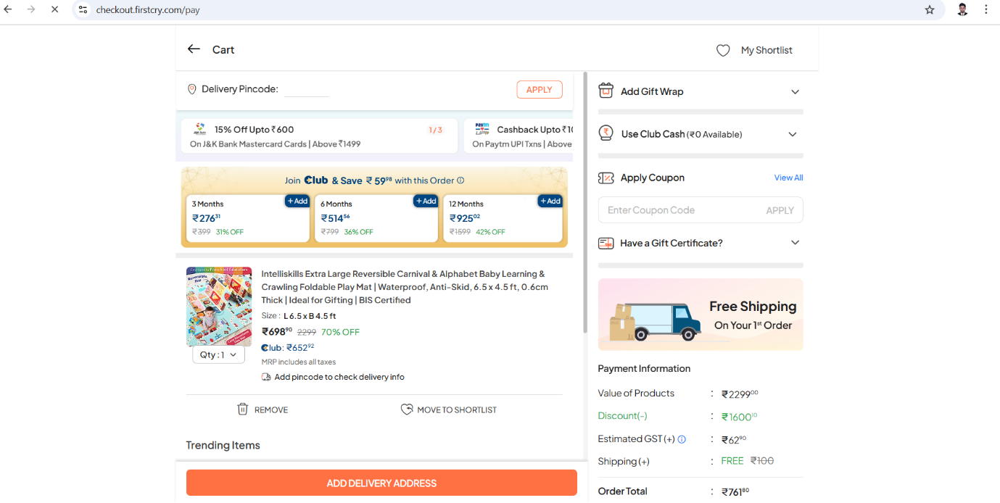 checkout.firstcry.com/pay
Cart
My Shortlist
Delivery Pincode:
APPLY
15% Off Upto ₹600
1/3
On J&K Bank Mastercard Cards | Above ₹1499
Cashback Upto ₹10
On Paytm UPI Txns | Above
Join Club & Save ₹59⁹⁸ with this Order
3 Months
+ Add
₹276³¹
₹399 31% OFF
6 Months
+ Add
₹514⁵⁶
₹799 36% OFF
12 Months
+ Add
₹925⁰²
₹1599 42% OFF
Reversible
Mat
Intelliskills Extra Large Reversible Carnival & Alphabet Baby Learning &
Crawling Foldable Play Mat | Waterproof, Anti-Skid, 6.5 x 4.5 ft, 0.6cm
Thick | Ideal for Gifting | BIS Certified
Size : L 6.5 x B 4.5 ft
₹698⁹⁰ 2299 70% OFF
Club: ₹652⁹²
Qty : 1
MRP includes all taxes
Add pincode to check delivery info
REMOVE
MOVE TO SHORTLIST
Trending Items
ADD DELIVERY ADDRESS
Add Gift Wrap
Use Club Cash (₹0 Available)
Apply Coupon
View All
Enter Coupon Code
APPLY
Have a Gift Certificate?
Free Shipping
On Your 1st Order
Payment Information
Value of Products : ₹2299⁰⁰
Discount(-) : ₹1600¹⁰
Estimated GST (+) : ₹62⁹⁰
Shipping (+) : FREE ₹100
Order Total : ₹761⁸⁰